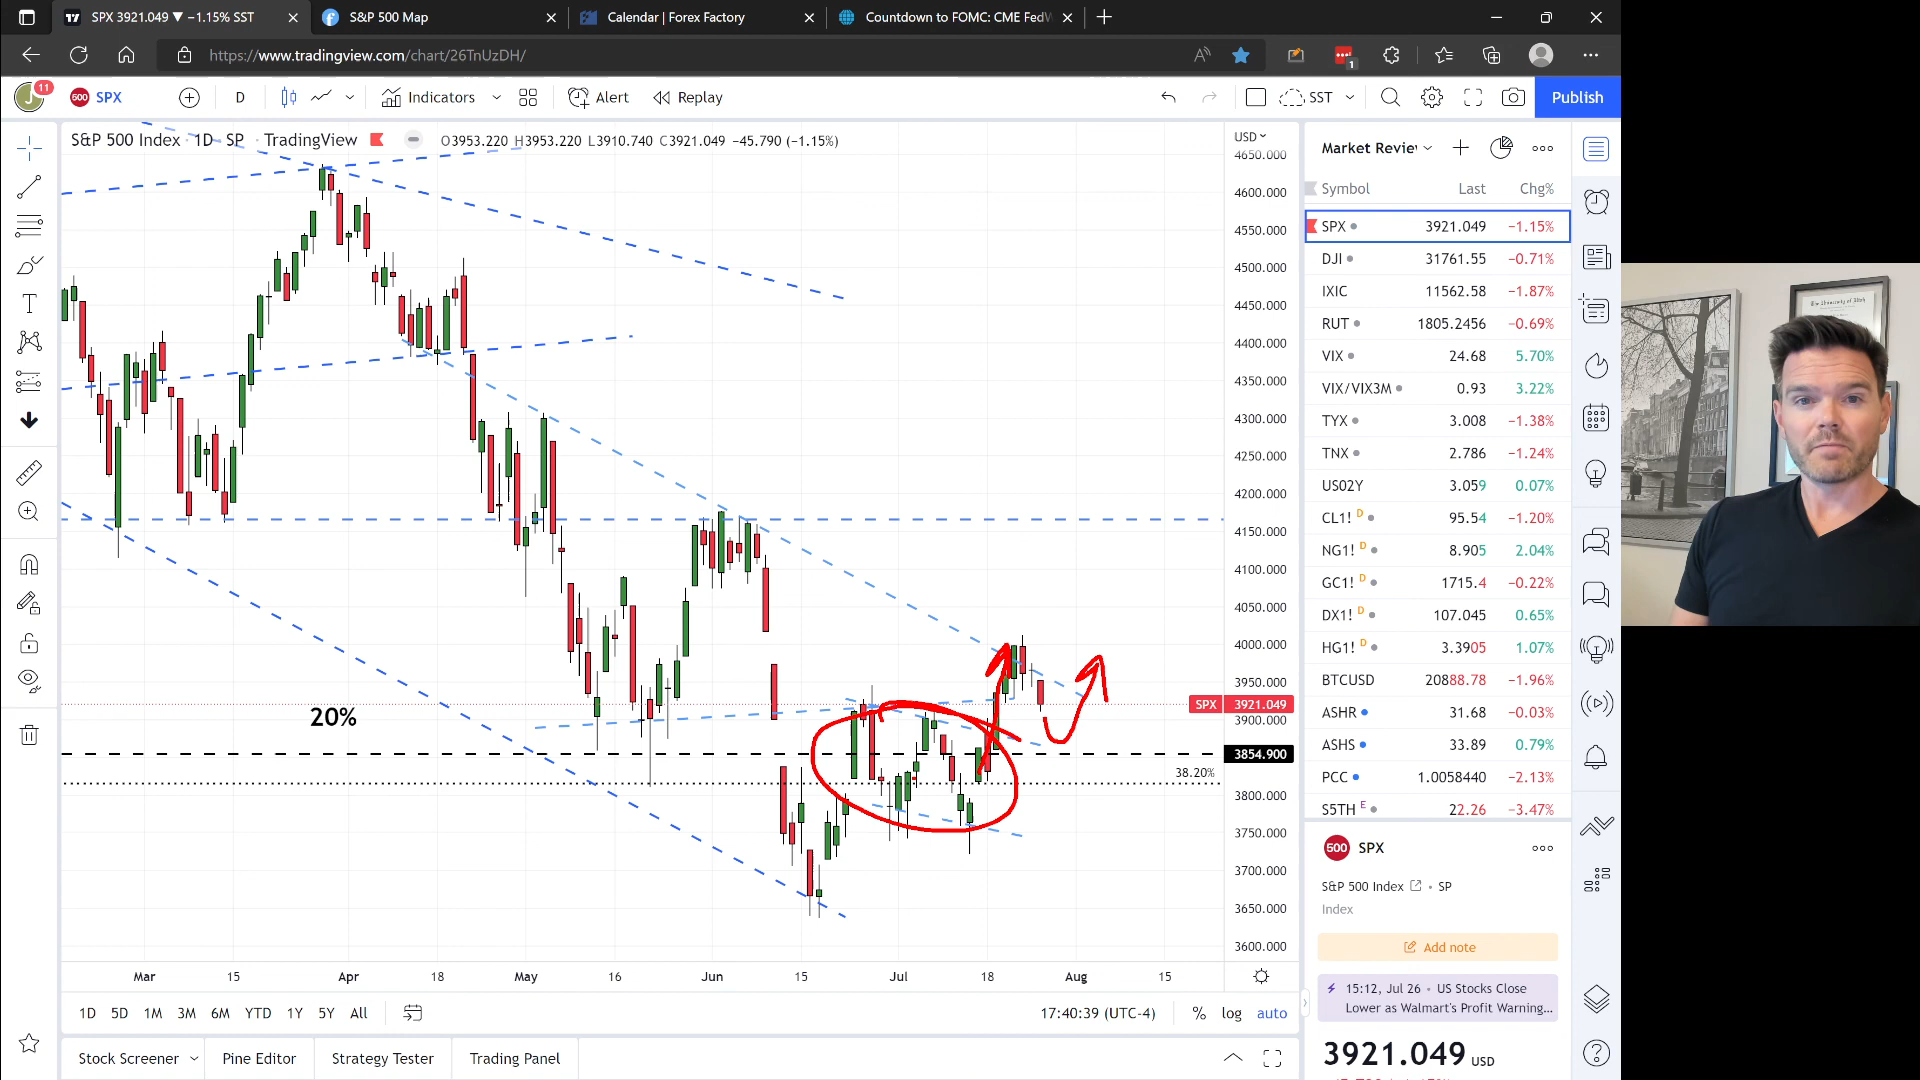 SPX 3921.049 ▼ −1.15% SST
S&P 500 Map
Calendar | Forex Factory
Countdown to FOMC: CME FedW
https://www.tradingview.com/chart/26TnUzDH/
1
11
500 SPX
D
Indicators
Alert
Replay
SST
Publish
S&P 500 Index · 1D · SP · TradingView
O3953.220 H3953.220 L3910.740 C3921.049 −45.790 (−1.15%)
USD
4650.000
4600.000
4550.000
4500.000
4450.000
4400.000
4350.000
4300.000
4250.000
4200.000
4150.000
4100.000
4050.000
4000.000
3950.000
SPX 3921.049
3900.000
3854.900
38.20%
3800.000
3750.000
3700.000
3650.000
3600.000
20%
Mar 15 Apr 18 May 16 Jun 15 Jul 18 Aug 15
1D 5D 1M 3M 6M YTD 1Y 5Y All
17:40:39 (UTC-4) % log auto
Stock Screener
Pine Editor
Strategy Tester
Trading Panel
Market Review
Symbol Last Chg%
SPX 3921.049 −1.15%
DJI 31761.55 −0.71%
IXIC 11562.58 −1.87%
RUT 1805.2456 −0.69%
VIX 24.68 5.70%
VIX/VIX3M 0.93 3.22%
TYX 3.008 −1.38%
TNX 2.786 −1.24%
US02Y 3.059 0.07%
CL1! D 95.54 −1.20%
NG1! D 8.905 2.04%
GC1! D 1715.4 −0.22%
DX1! D 107.045 0.65%
HG1! D 3.3905 1.07%
BTCUSD 20888.78 −1.96%
ASHR 31.68 −0.03%
ASHS 33.89 0.79%
PCC 1.0058440 −2.13%
S5TH E 22.26 −3.47%
500 SPX
S&P 500 Index · SP
Index
Add note
15:12, Jul 26 · US Stocks Close
Lower as Walmart's Profit Warning...
3921.049 USD